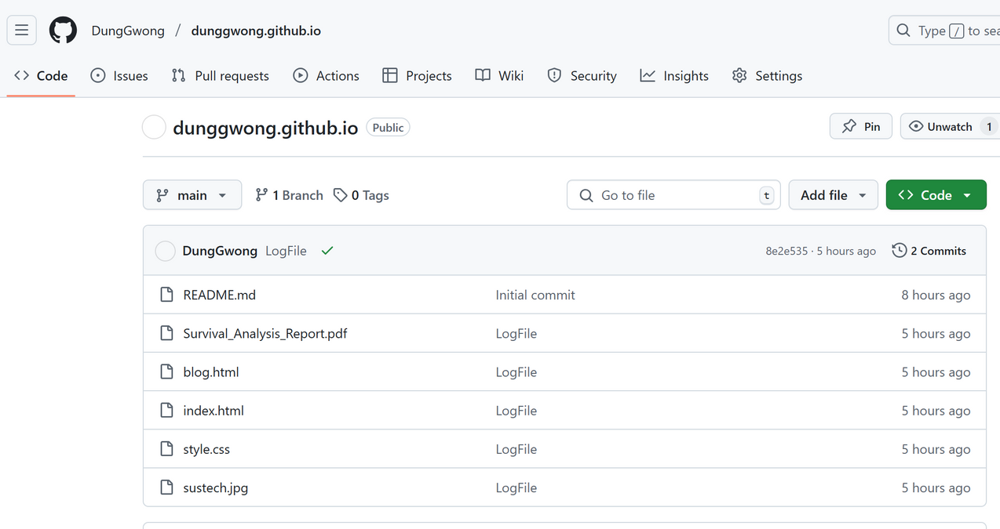 DungGwong / dunggwong.github.io
Type / to sea
Code Issues Pull requests Actions Projects Wiki Security Insights Settings
dunggwong.github.io Public
Pin Unwatch 1
main 1 Branch 0 Tags Go to file t Add file Code
DungGwong LogFile 8e2e535 · 5 hours ago 2 Commits
README.md Initial commit 8 hours ago
Survival_Analysis_Report.pdf LogFile 5 hours ago
blog.html LogFile 5 hours ago
index.html LogFile 5 hours ago
style.css LogFile 5 hours ago
sustech.jpg LogFile 5 hours ago